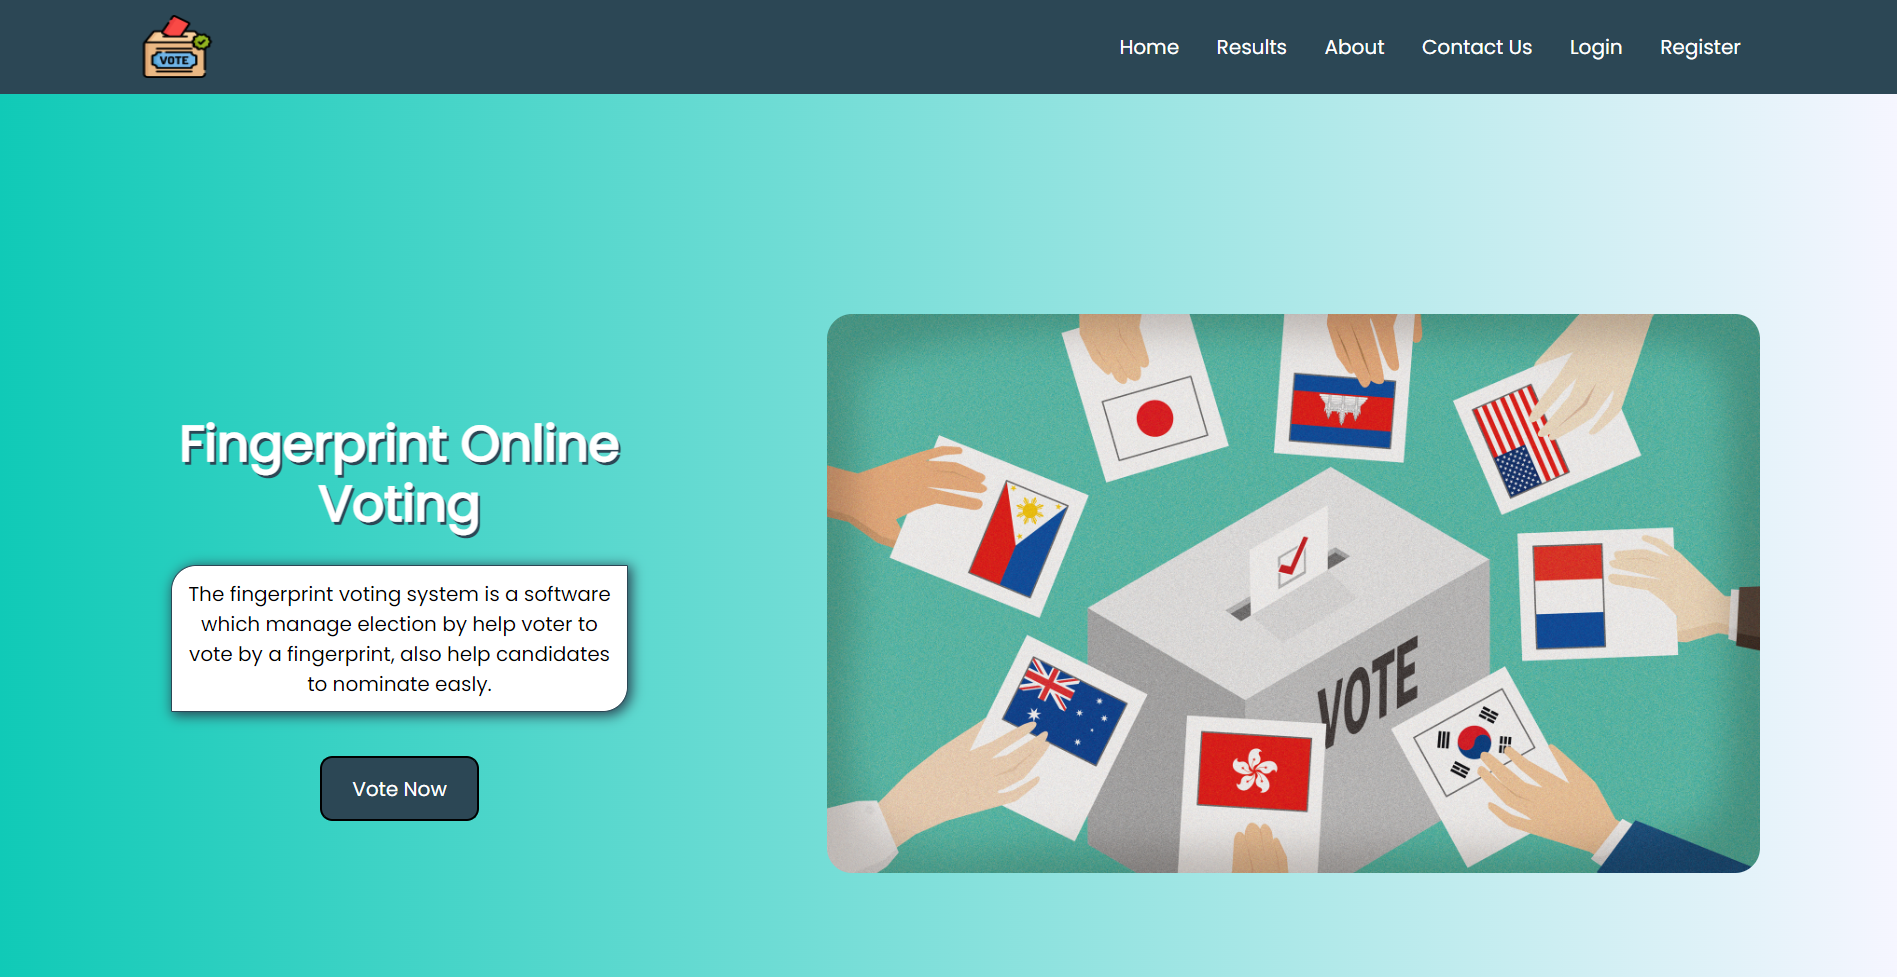 VOTE
Home Results About Contact Us Login Register
Fingerprint Online
Voting
The fingerprint voting system is a software
which manage election by help voter to
vote by a fingerprint, also help candidates
to nominate easly.
Vote Now
VOTE